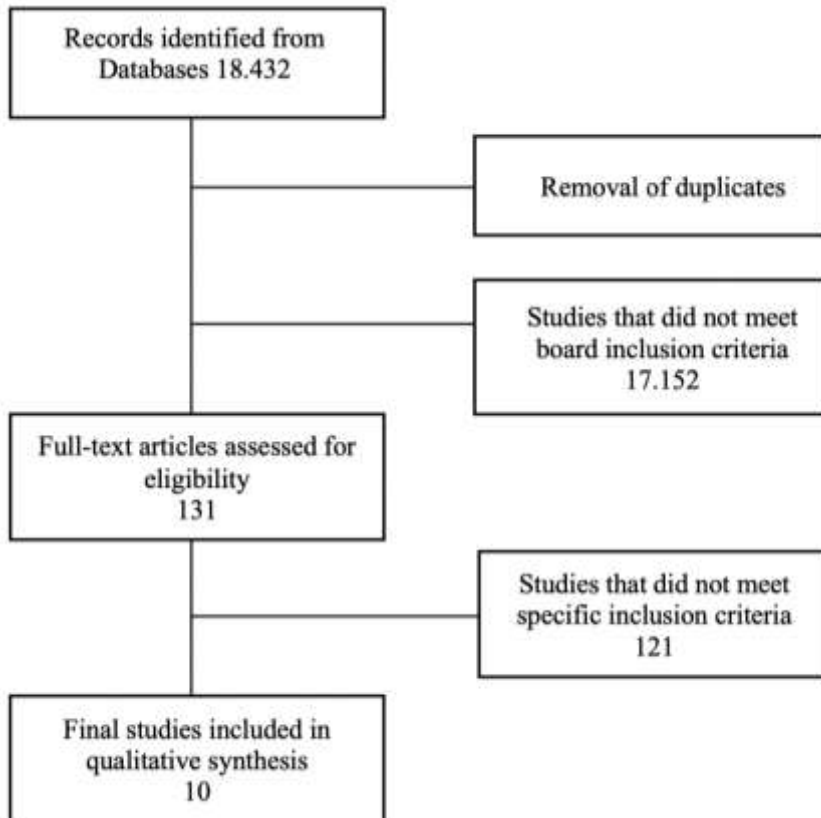 Records identified from
Databases 18.432
Removal of duplicates
Studies that did not meet
board inclusion criteria
17.152
Full-text articles assessed for
eligibility
131
Studies that did not meet
specific inclusion criteria
121
Final studies included in
qualitative synthesis
10